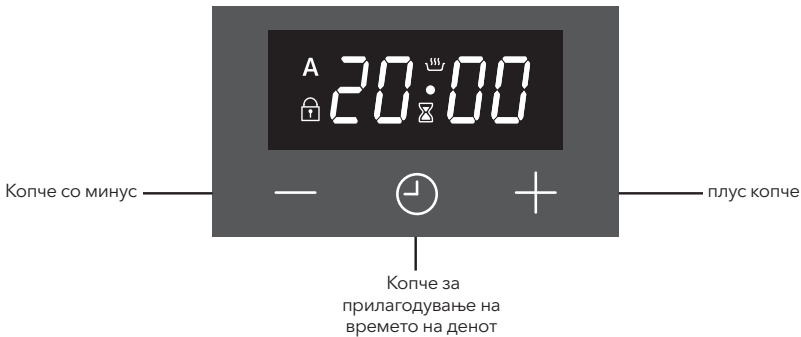 A
20:00
Копче со минус
плус копче
Копче за
прилагодување на
времето на денот